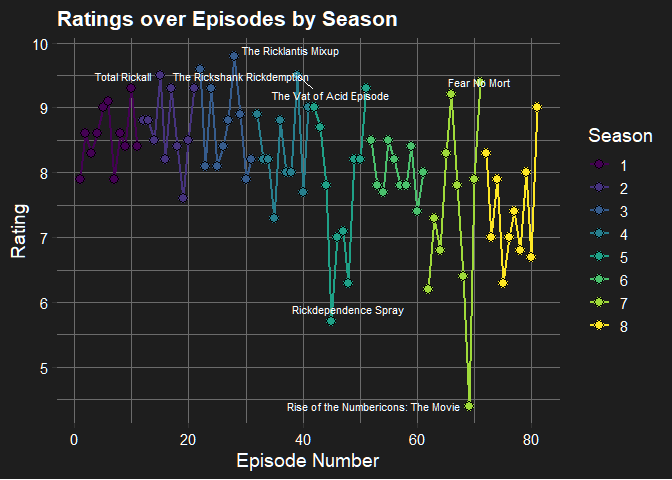 Ratings over Episodes by Season
10
9
8
7
6
5
Rating
The Ricklantis Mixup
Total Rickall
The Rickshank Rickdemption
The Vat of Acid Episode
Fear No Mort
Rickdependence Spray
Rise of the Numbericons: The Movie
0
20
40
60
80
Episode Number
Season
1
2
3
4
5
6
7
8